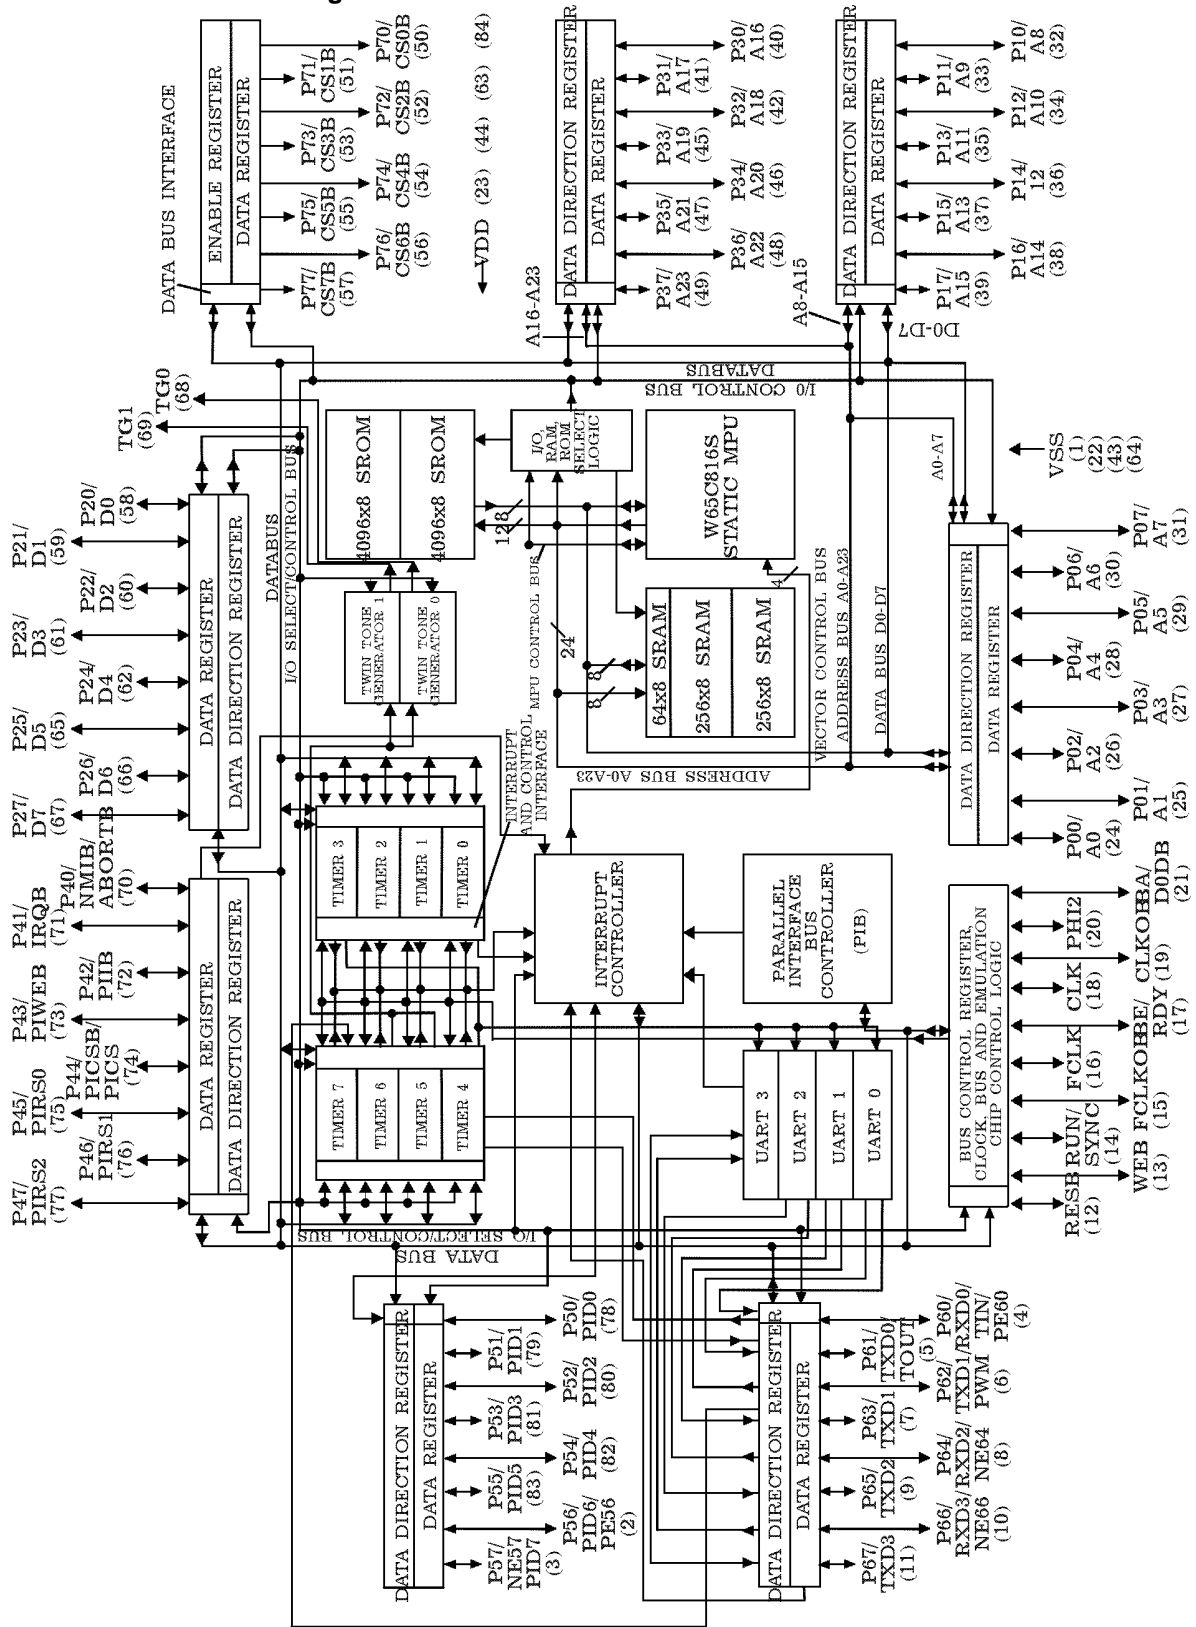 P47/
PIRS2
(77)
P46/
PIRS1
(76)
P45/
PIRS0
(75)
P44/
PICSB/
PICS
(74)
P43/
PIWEB
(73)
P42/
PIIB
(72)
P41/
IRQB
(71)
P40/
NMIB/
ABORTB
(70)
P27/
D7
(67)
P26/
D6
(66)
P25/
D5
(65)
P24/
D4
(62)
P23/
D3
(61)
P22/
D2
(60)
P21/
D1
(59)
P20/
D0
(58)
TG1
(69)
TG0
(68)
DATA BUS INTERFACE
DATA REGISTER
DATA DIRECTION REGISTER
DATA REGISTER
DATA DIRECTION REGISTER
DATABUS
I/O SELECT/CONTROL BUS
ENABLE REGISTER
DATA REGISTER
P77/
CS7B
(57)
P76/
CS6B
(56)
P75/
CS5B
(55)
P74/
CS4B
(54)
P73/
CS3B
(53)
P72/
CS2B
(52)
P71/
CS1B
(51)
P70/
CS0B
(50)
VDD (23) (44) (63) (84)
I/O SELECT/CONTROL BUS
DATA BUS
TIMER 7
TIMER 6
TIMER 5
TIMER 4
TIMER 3
TIMER 2
TIMER 1
TIMER 0
TWIN TONE
GENERATOR 1
TWIN TONE
GENERATOR 0
4096x8 SROM
4096x8 SROM
I/O,
RAM,
ROM
SELECT
LOGIC
128
INTERRUPT
AND CONTROL
INTERFACE
MPU CONTROL BUS
24
8
8
4
I/O CONTROL BUS
DATABUS
A16-A23
DATA DIRECTION REGISTER
DATA REGISTER
P37/
A23
(49)
P36/
A22
(48)
P35/
A21
(47)
P34/
A20
(46)
P33/
A19
(45)
P32/
A18
(42)
P31/
A17
(41)
P30/
A16
(40)
DATA DIRECTION REGISTER
DATA REGISTER
P57/
NE57
PID7
(3)
P56/
PID6/
PE56
(2)
P55/
PID5
(83)
P54/
PID4
(82)
P53/
PID3
(81)
P52/
PID2
(80)
P51/
PID1
(79)
P50/
PID0
(78)
INTERRUPT
CONTROLLER
64x8 SRAM
256x8 SRAM
256x8 SRAM
W65C816S
STATIC MPU
PARALLEL
INTERFACE
BUS
CONTROLLER
(PIB)
ADDRESS BUS A0-A23
VECTOR CONTROL BUS
ADDRESS BUS A0-A23
DATA BUS D0-D7
A8-A15
D0-D7
DATA DIRECTION REGISTER
DATA REGISTER
P17/
A15
(39)
P16/
A14
(38)
P15/
A13
(37)
P14/
12
(36)
P13/
A11
(35)
P12/
A10
(34)
P11/
A9
(33)
P10/
A8
(32)
UART 3
UART 2
UART 1
UART 0
DATA DIRECTION REGISTER
DATA REGISTER
P67/
TXD3
(11)
P66/
RXD3/
NE66
(10)
P65/
TXD2
(9)
P64/
RXD2/
NE64
(8)
P63/
TXD1
(7)
P62/
TXD1/
PWM
(6)
P61/
TXD0/
TOUT
(5)
P60/
RXD0/
TIN/
PE60
(4)
BUS CONTROL REGISTER,
CLOCK BUS AND EMULATION
CHIP CONTROL LOGIC
RESB
(12)
WEB
(13)
RUN/
SYNC
(14)
FCLKOB
(15)
FCLK
(16)
BE/
RDY
(17)
CLK
(18)
CLKOB
(19)
PHI2
(20)
BA/
D0DB
(21)
A0-A7
DATA DIRECTION REGISTER
DATA REGISTER
P00/
A0
(24)
P01/
A1
(25)
P02/
A2
(26)
P03/
A3
(27)
P04/
A4
(28)
P05/
A5
(29)
P06/
A6
(30)
P07/
A7
(31)
VSS
(1)
(22)
(43)
(64)